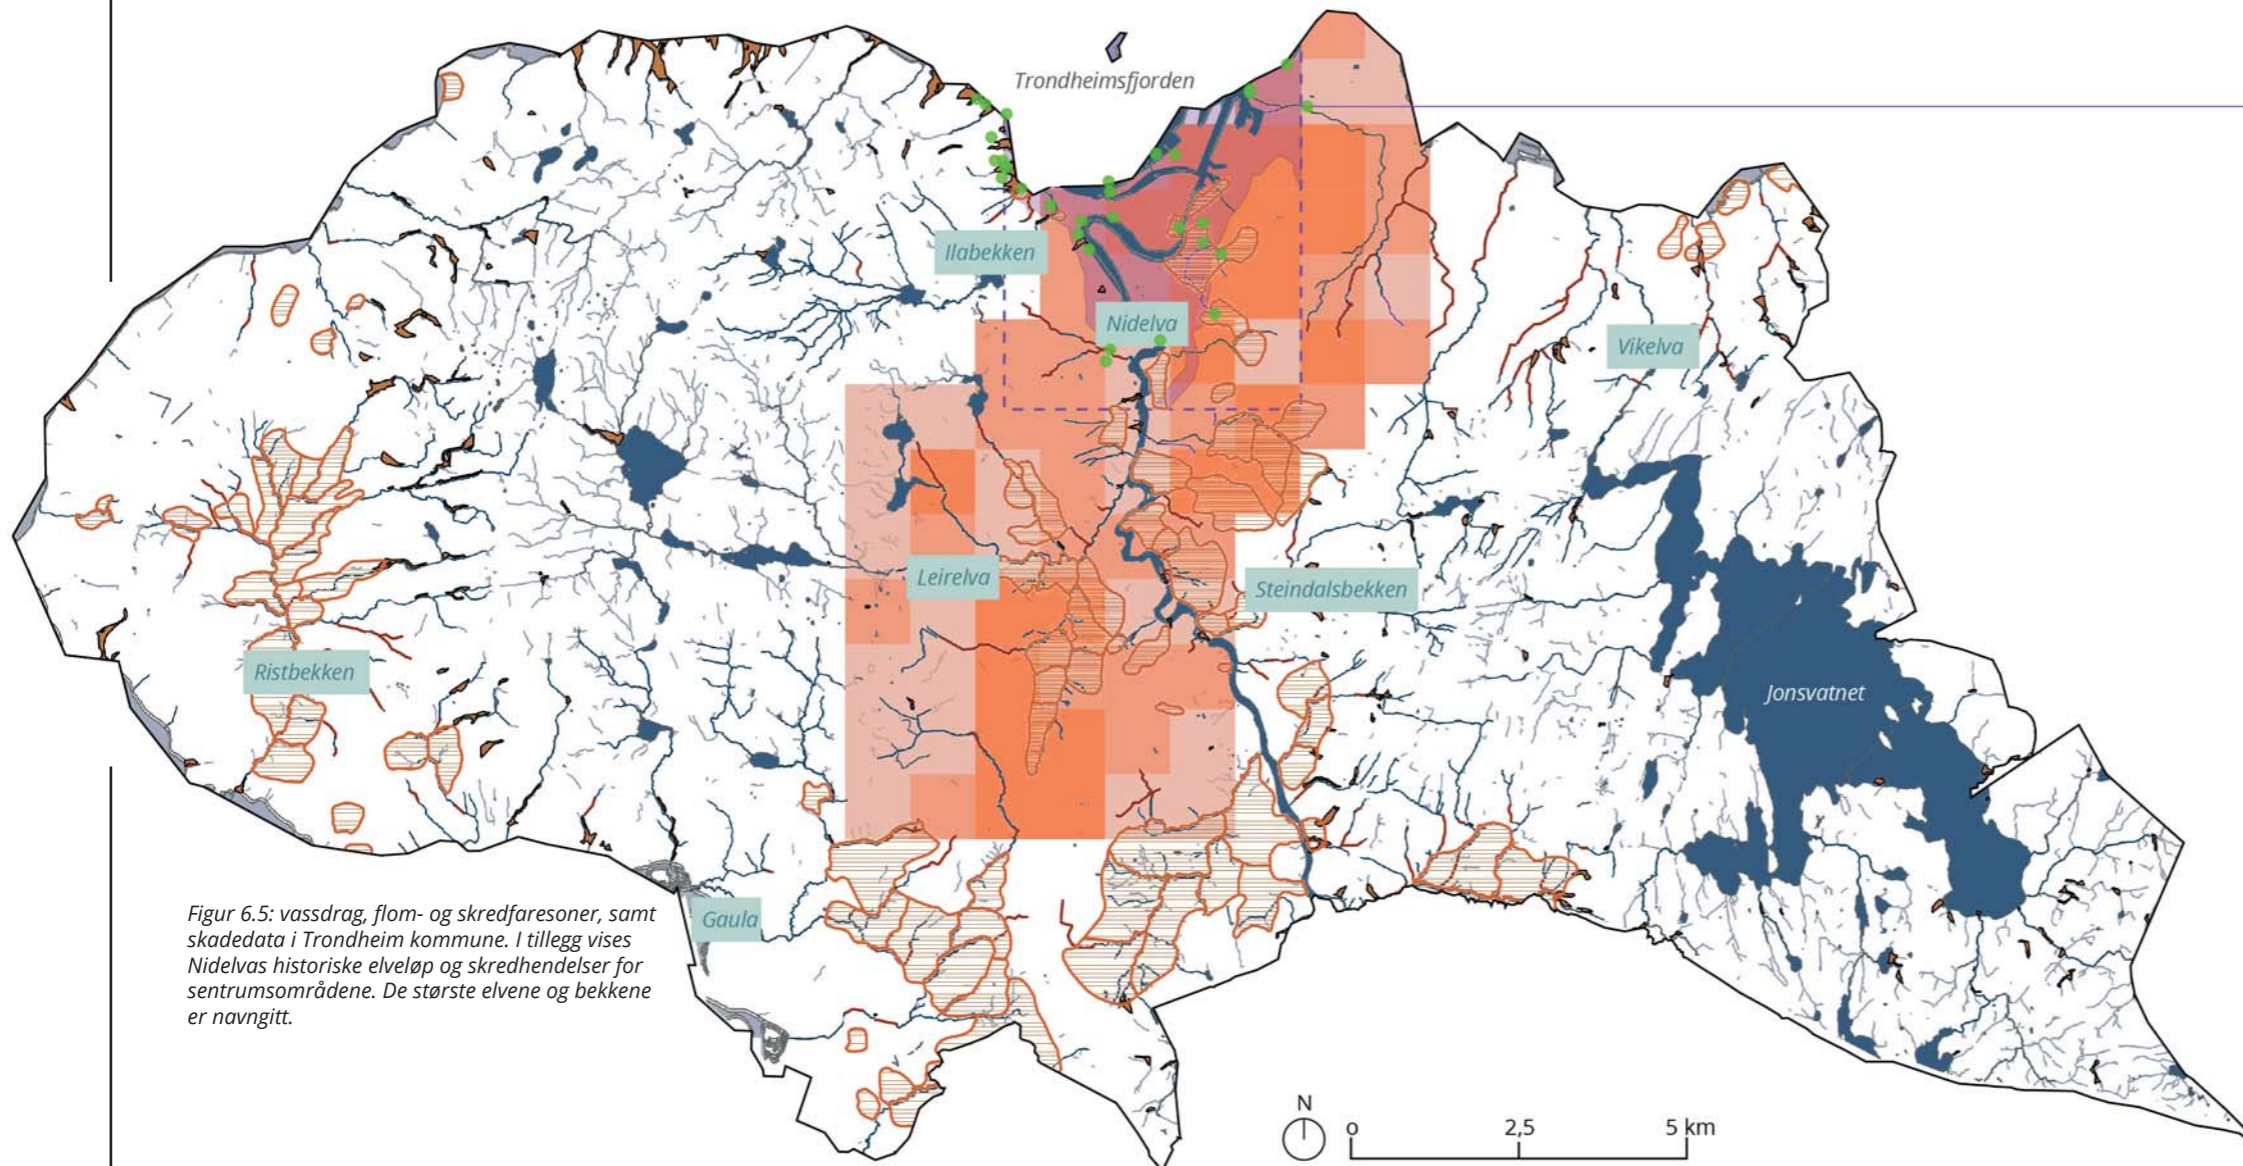 Trondheimsfjorden
Ilabekken
Nidelva
Vikelva
Leirelva
Steindalsbekken
Ristbekken
Jonsvatnet
Gaula
Figur 6.5: vassdrag, flom- og skredfaresoner, samt
skadedata i Trondheim kommune. I tillegg vises
Nidelvas historiske elveløp og skredhendelser for
sentrumsområdene. De største elvene og bekkene
er navngitt.
N
0 2,5 5 km